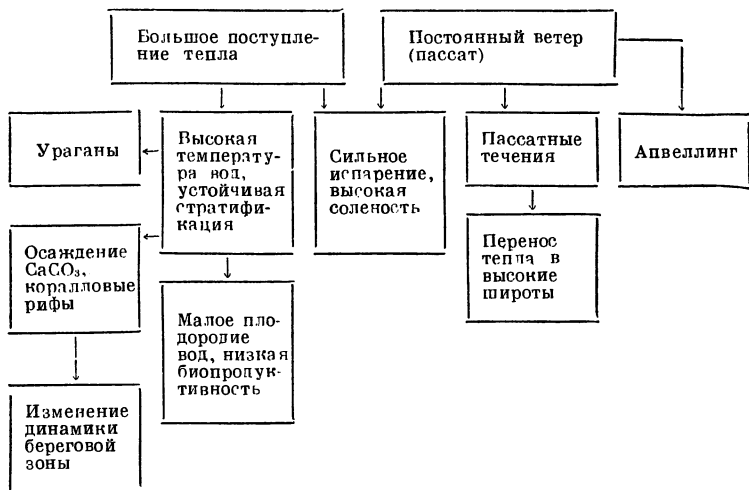 Большое поступле-
ние тепла
Постоянный ветер
(пассат)
Ураганы
Высокая
температу-
ра вод,
устойчивая
стратифи-
кация
Сильное
испарение,
высокая
соленость
Пассатные
течения
Апвеллинг
Осаждение
CaCO₃,
коралловые
рифы
Малое пло-
дородие
вод, низкая
биопродук-
тивность
Перенос
тепла в
высокие
широты
Изменение
динамики
береговой
зоны